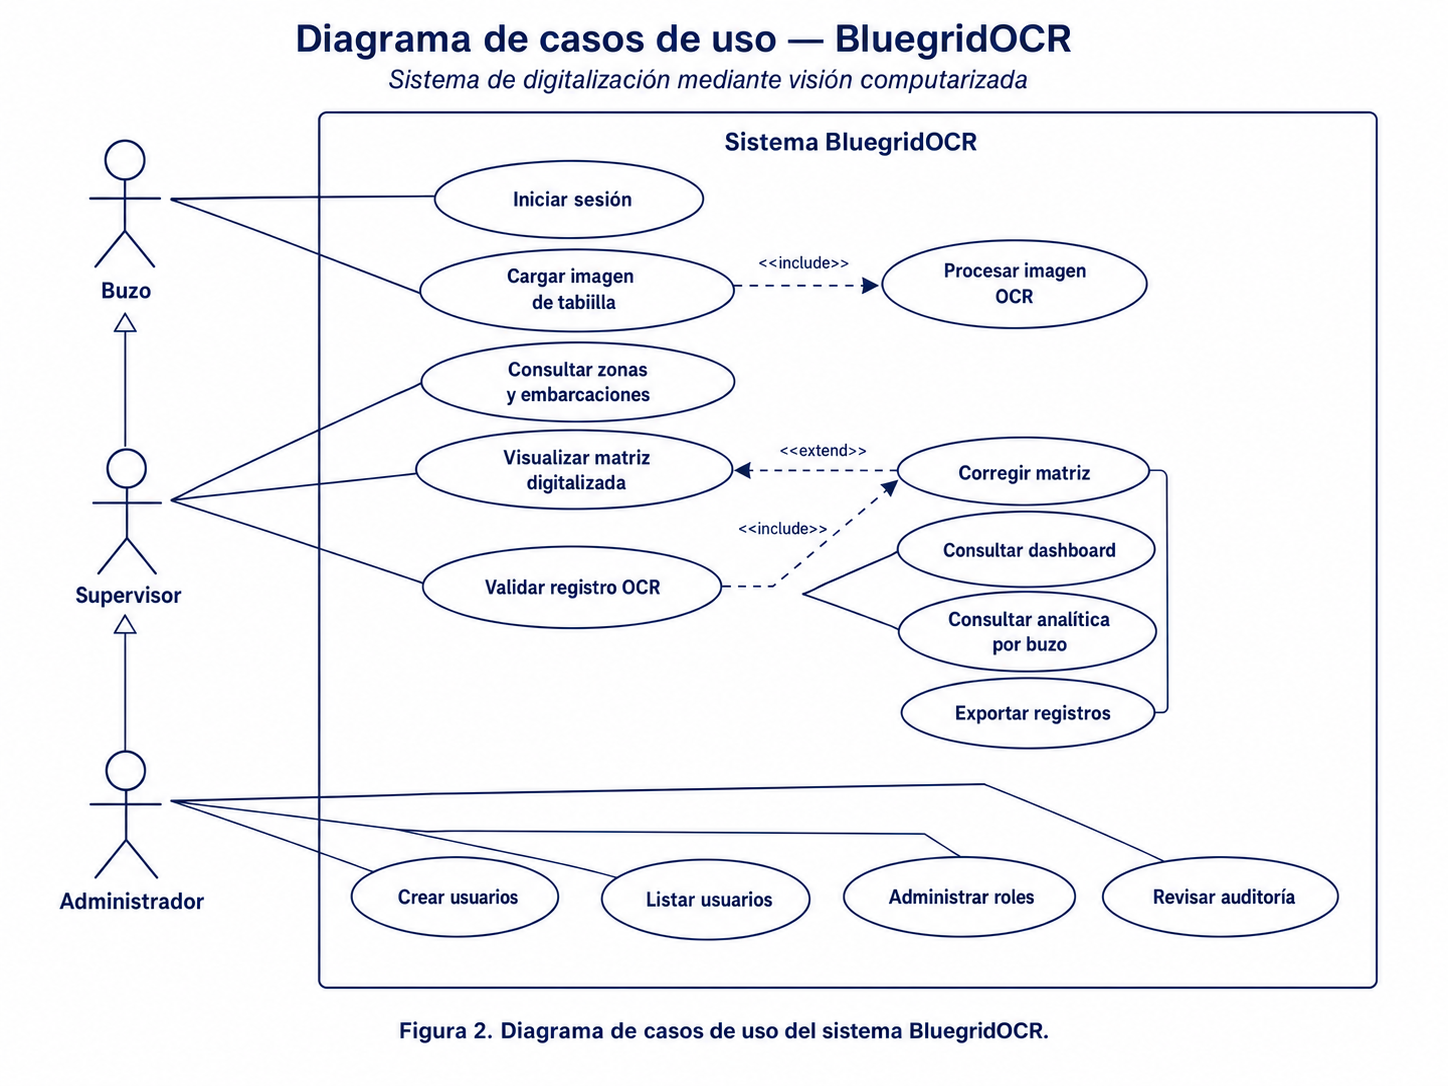 Diagrama de casos de uso — BluegridOCR
Sistema de digitalización mediante visión computarizada
Sistema BluegridOCR
Iniciar sesión
Buzo
Cargar imagen
de tabiilla
<<include>>
Procesar imagen
OCR
Consultar zonas
y embarcaciones
Visualizar matriz
digitalizada
<<extend>>
Corregir matriz
<<include>>
Consultar dashboard
Supervisor
Validar registro OCR
Consultar analítica
por buzo
Exportar registros
Administrador
Crear usuarios
Listar usuarios
Administrar roles
Revisar auditoría
Figura 2. Diagrama de casos de uso del sistema BluegridOCR.